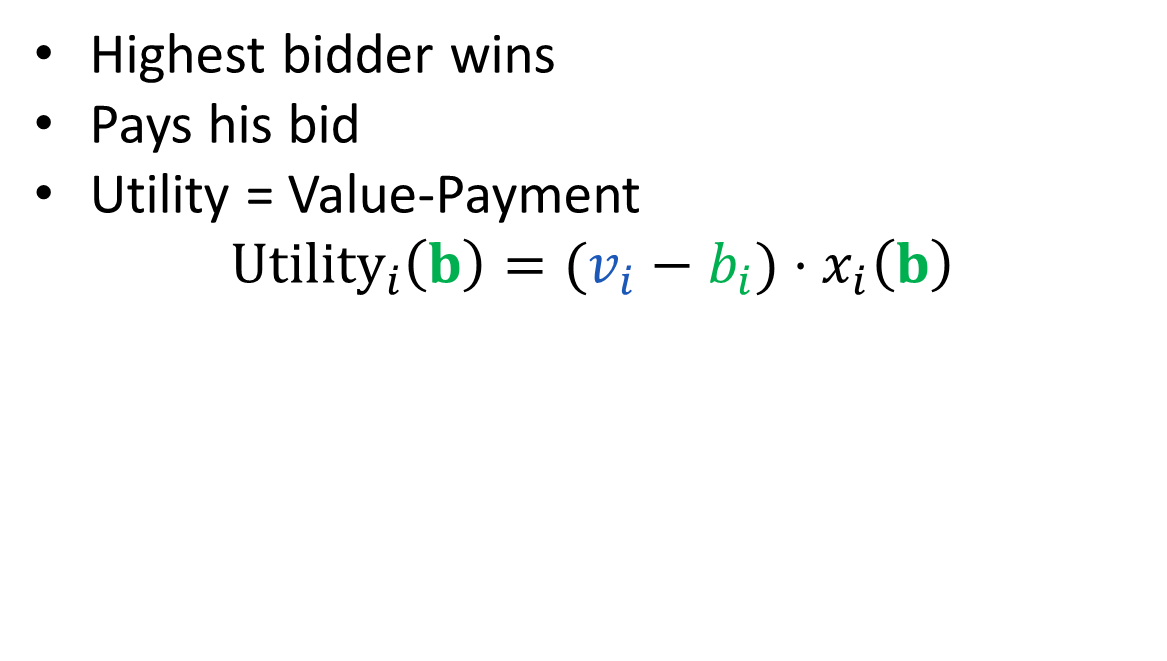 • Highest bidder wins
• Pays his bid
• Utility = Value-Payment
Utilityᵢ(𝐛) = (𝑣ᵢ − 𝑏ᵢ) · 𝑥ᵢ(𝐛)